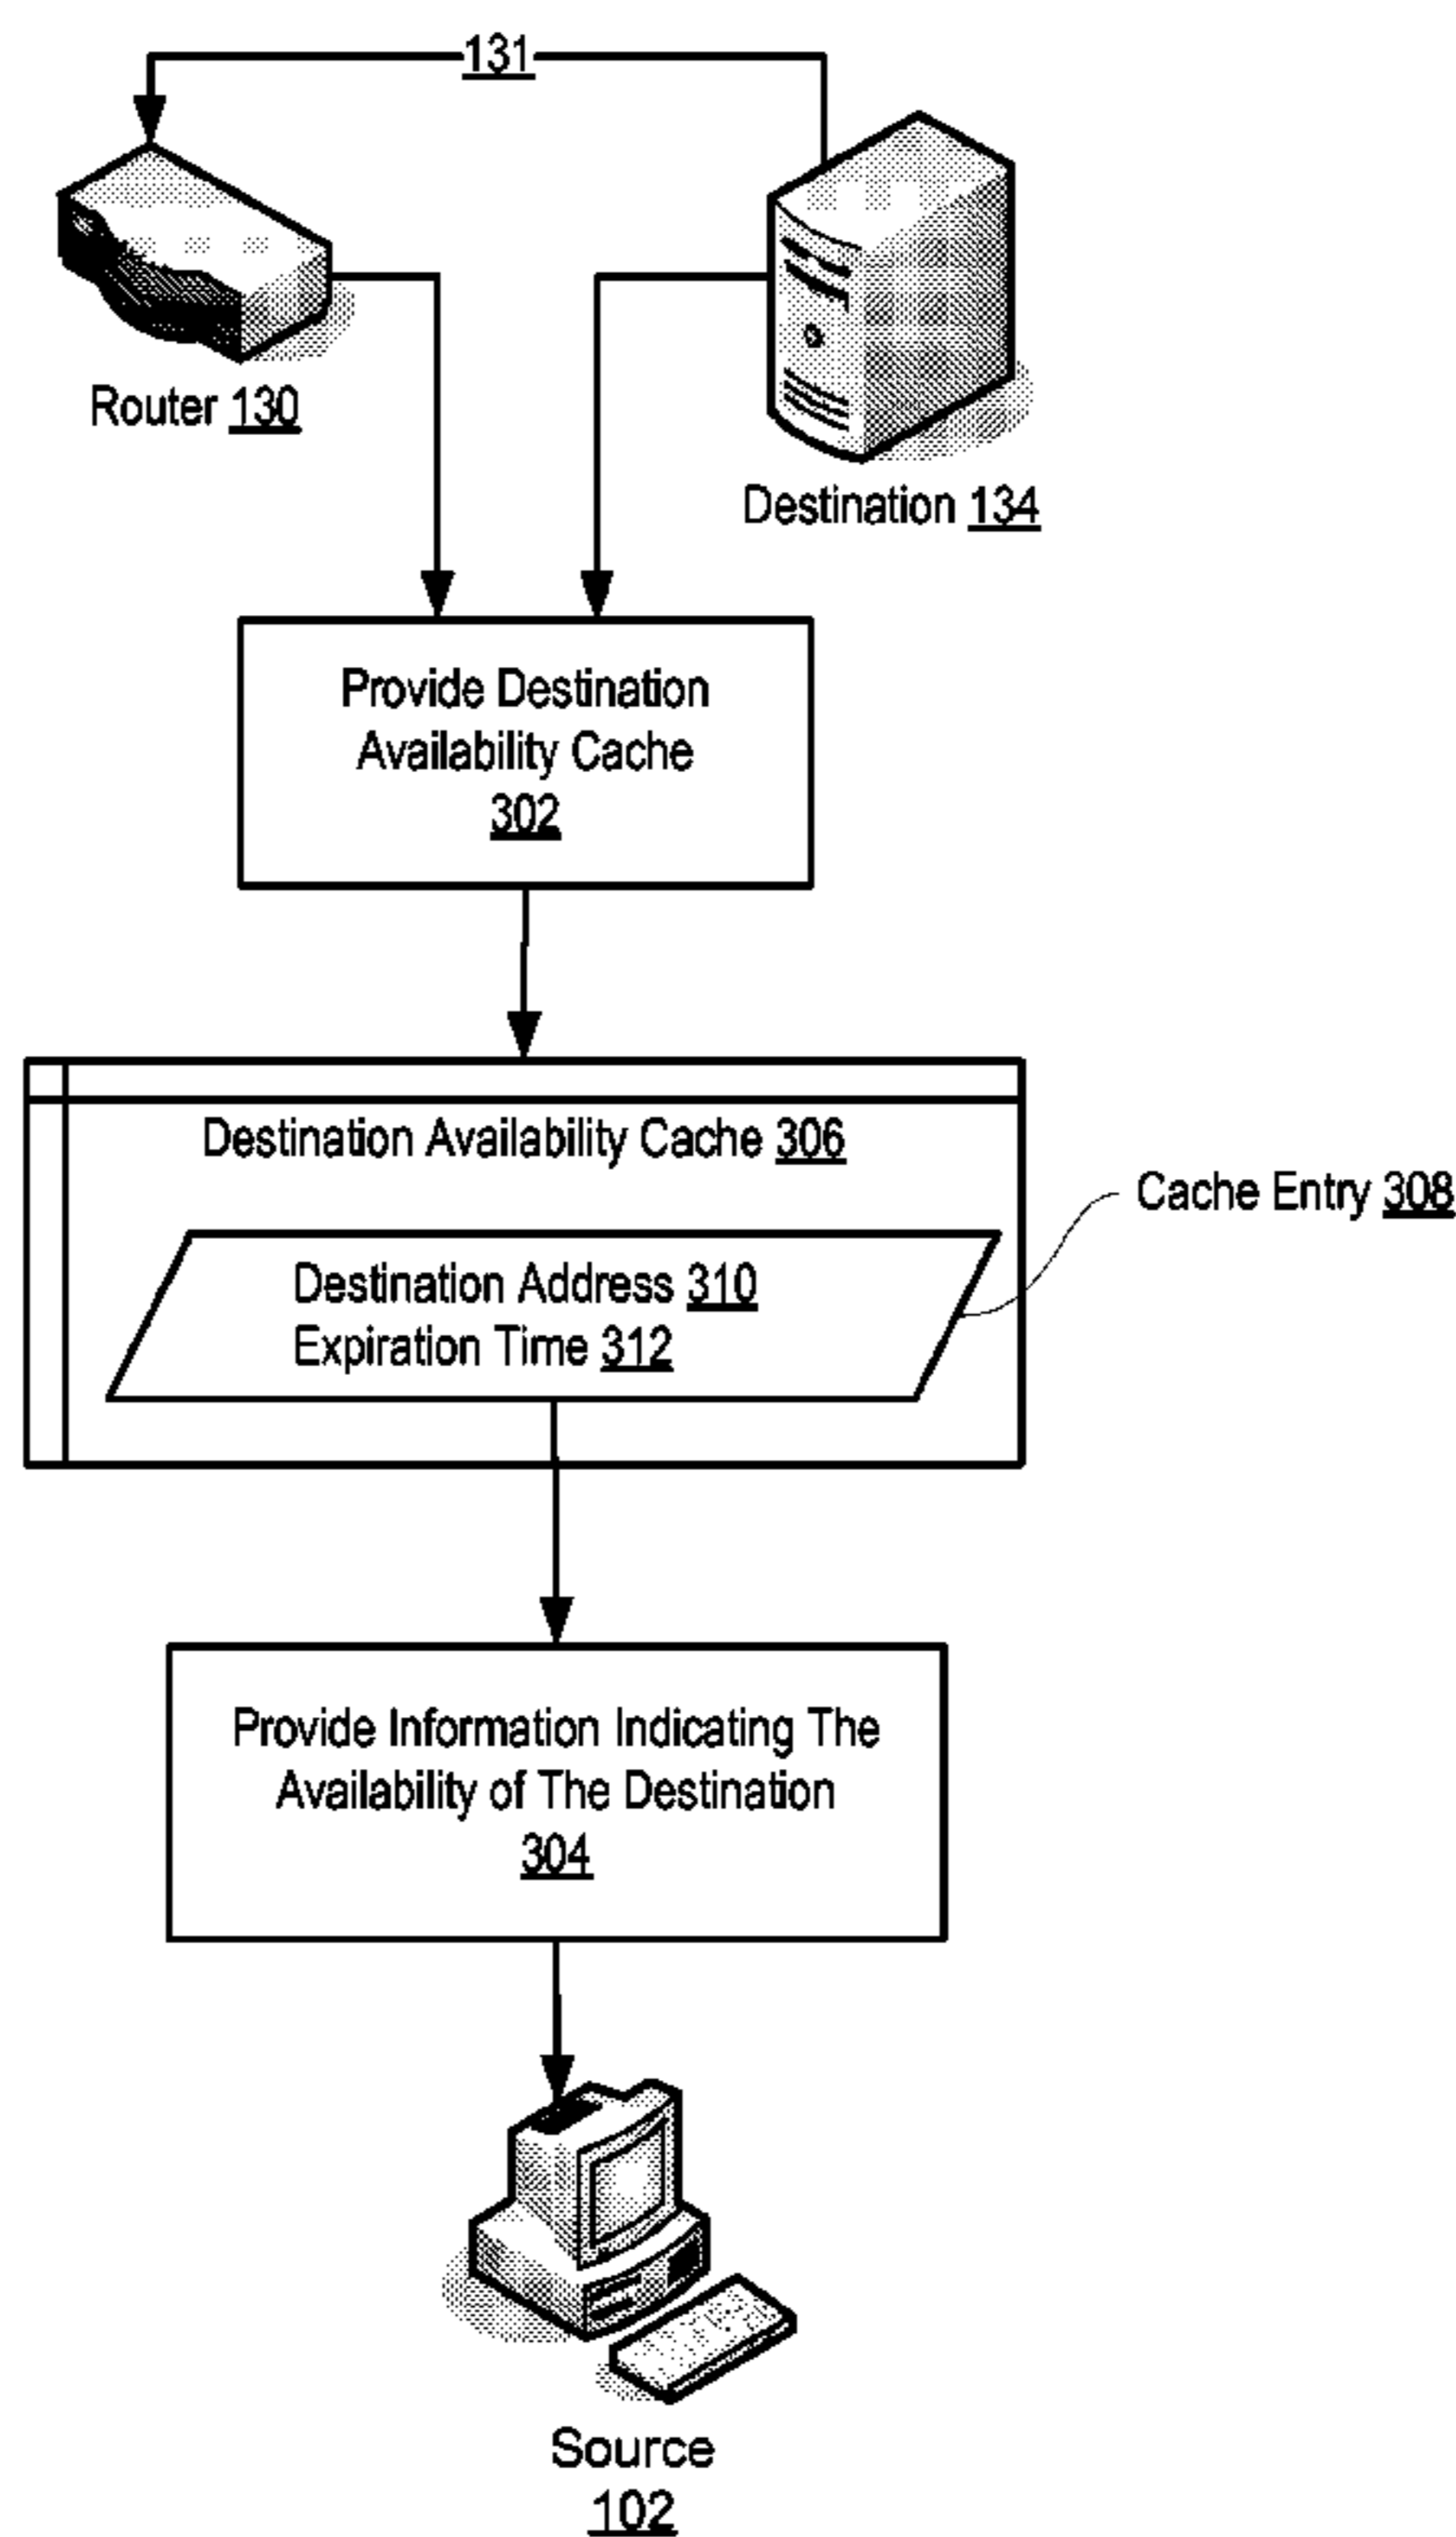 131
Router 130
Destination 134
Provide Destination
Availability Cache
302
Destination Availability Cache 306
Cache Entry 308
Destination Address 310
Expiration Time 312
Provide Information Indicating The
Availability of The Destination
304
Source
102